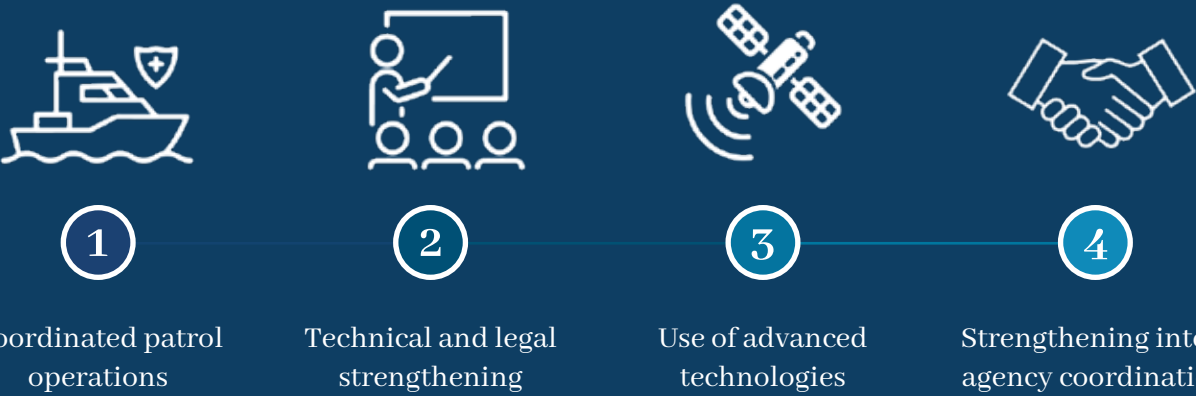 1
2
3
4
oordinated patrol
operations
Technical and legal
strengthening
Use of advanced
technologies
Strengthening inte
agency coordinati